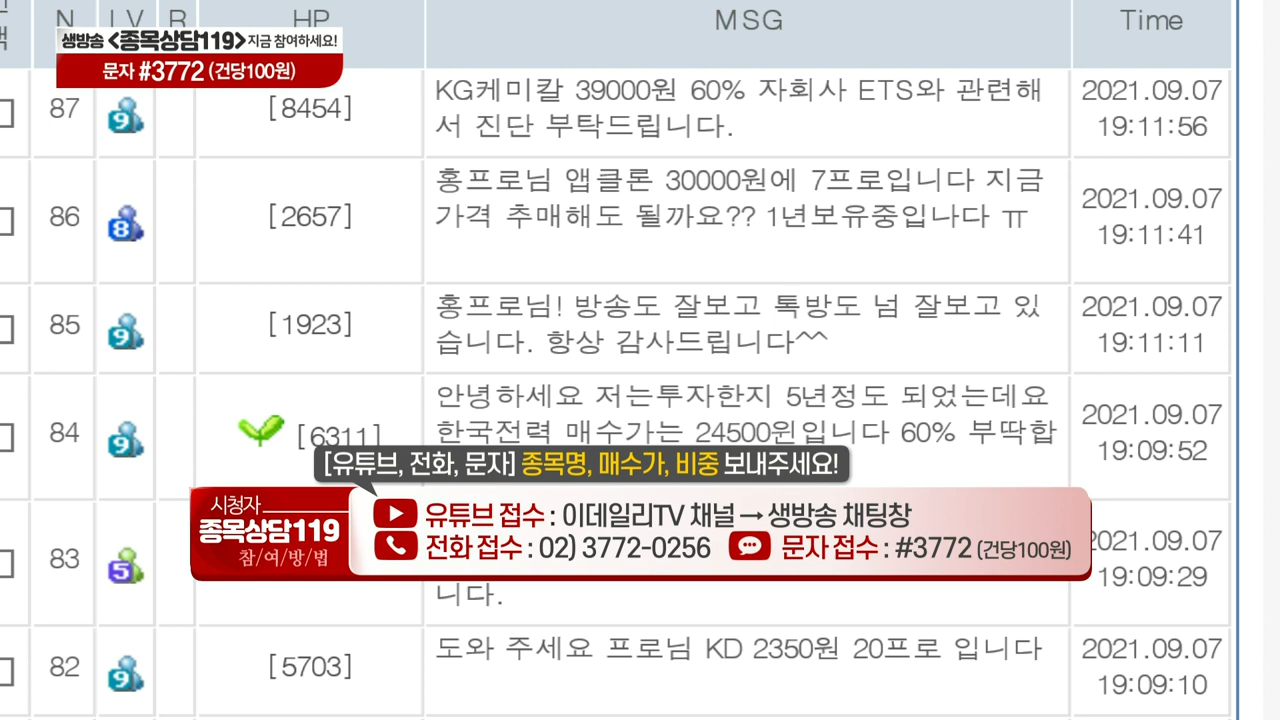 N LV R HP MSG Time
생방송 <종목상담119> 지금 참여하세요!
문자 #3772 (건당100원)
87 9 [8454] KG케미칼 39000원 60% 자회사 ETS와 관련해 2021.09.07
서 진단 부탁드립니다. 19:11:56
86 8 [2657] 홍프로님 앱클론 30000원에 7프로입니다 지금 2021.09.07
가격 추매해도 될까요?? 1년보유중입나다 ㅠ 19:11:41
85 9 [1923] 홍프로님! 방송도 잘보고 톡방도 넘 잘보고 있 2021.09.07
습니다. 항상 감사드립니다^^ 19:11:11
84 9 [6311] 안녕하세요 저는투자한지 5년정도 되었는데요 2021.09.07
한국전력 매수가는 24500윈입니다 60% 부딱합 19:09:52
[유튜브, 전화, 문자] 종목명, 매수가, 비중 보내주세요!
시청자
종목상담119
참/여/방/법
유튜브 접수 : 이데일리TV 채널 → 생방송 채팅창
전화 접수 : 02) 3772-0256 문자 접수 : #3772 (건당100원)
83 5 2021.09.07
니다. 19:09:29
82 9 [5703] 도와 주세요 프로님 KD 2350원 20프로 입니다 2021.09.07
19:09:10